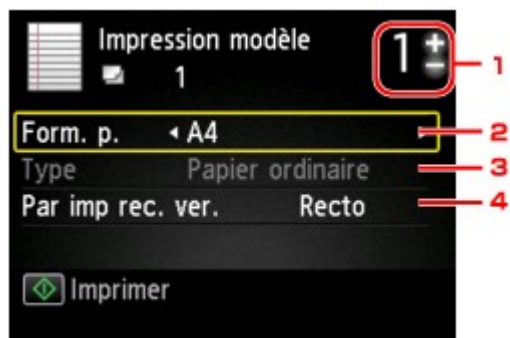 Impression modèle
1
1 + -
1
Form. p. A4
2
Type Papier ordinaire
3
Par imp rec. ver. Recto
4
Imprimer